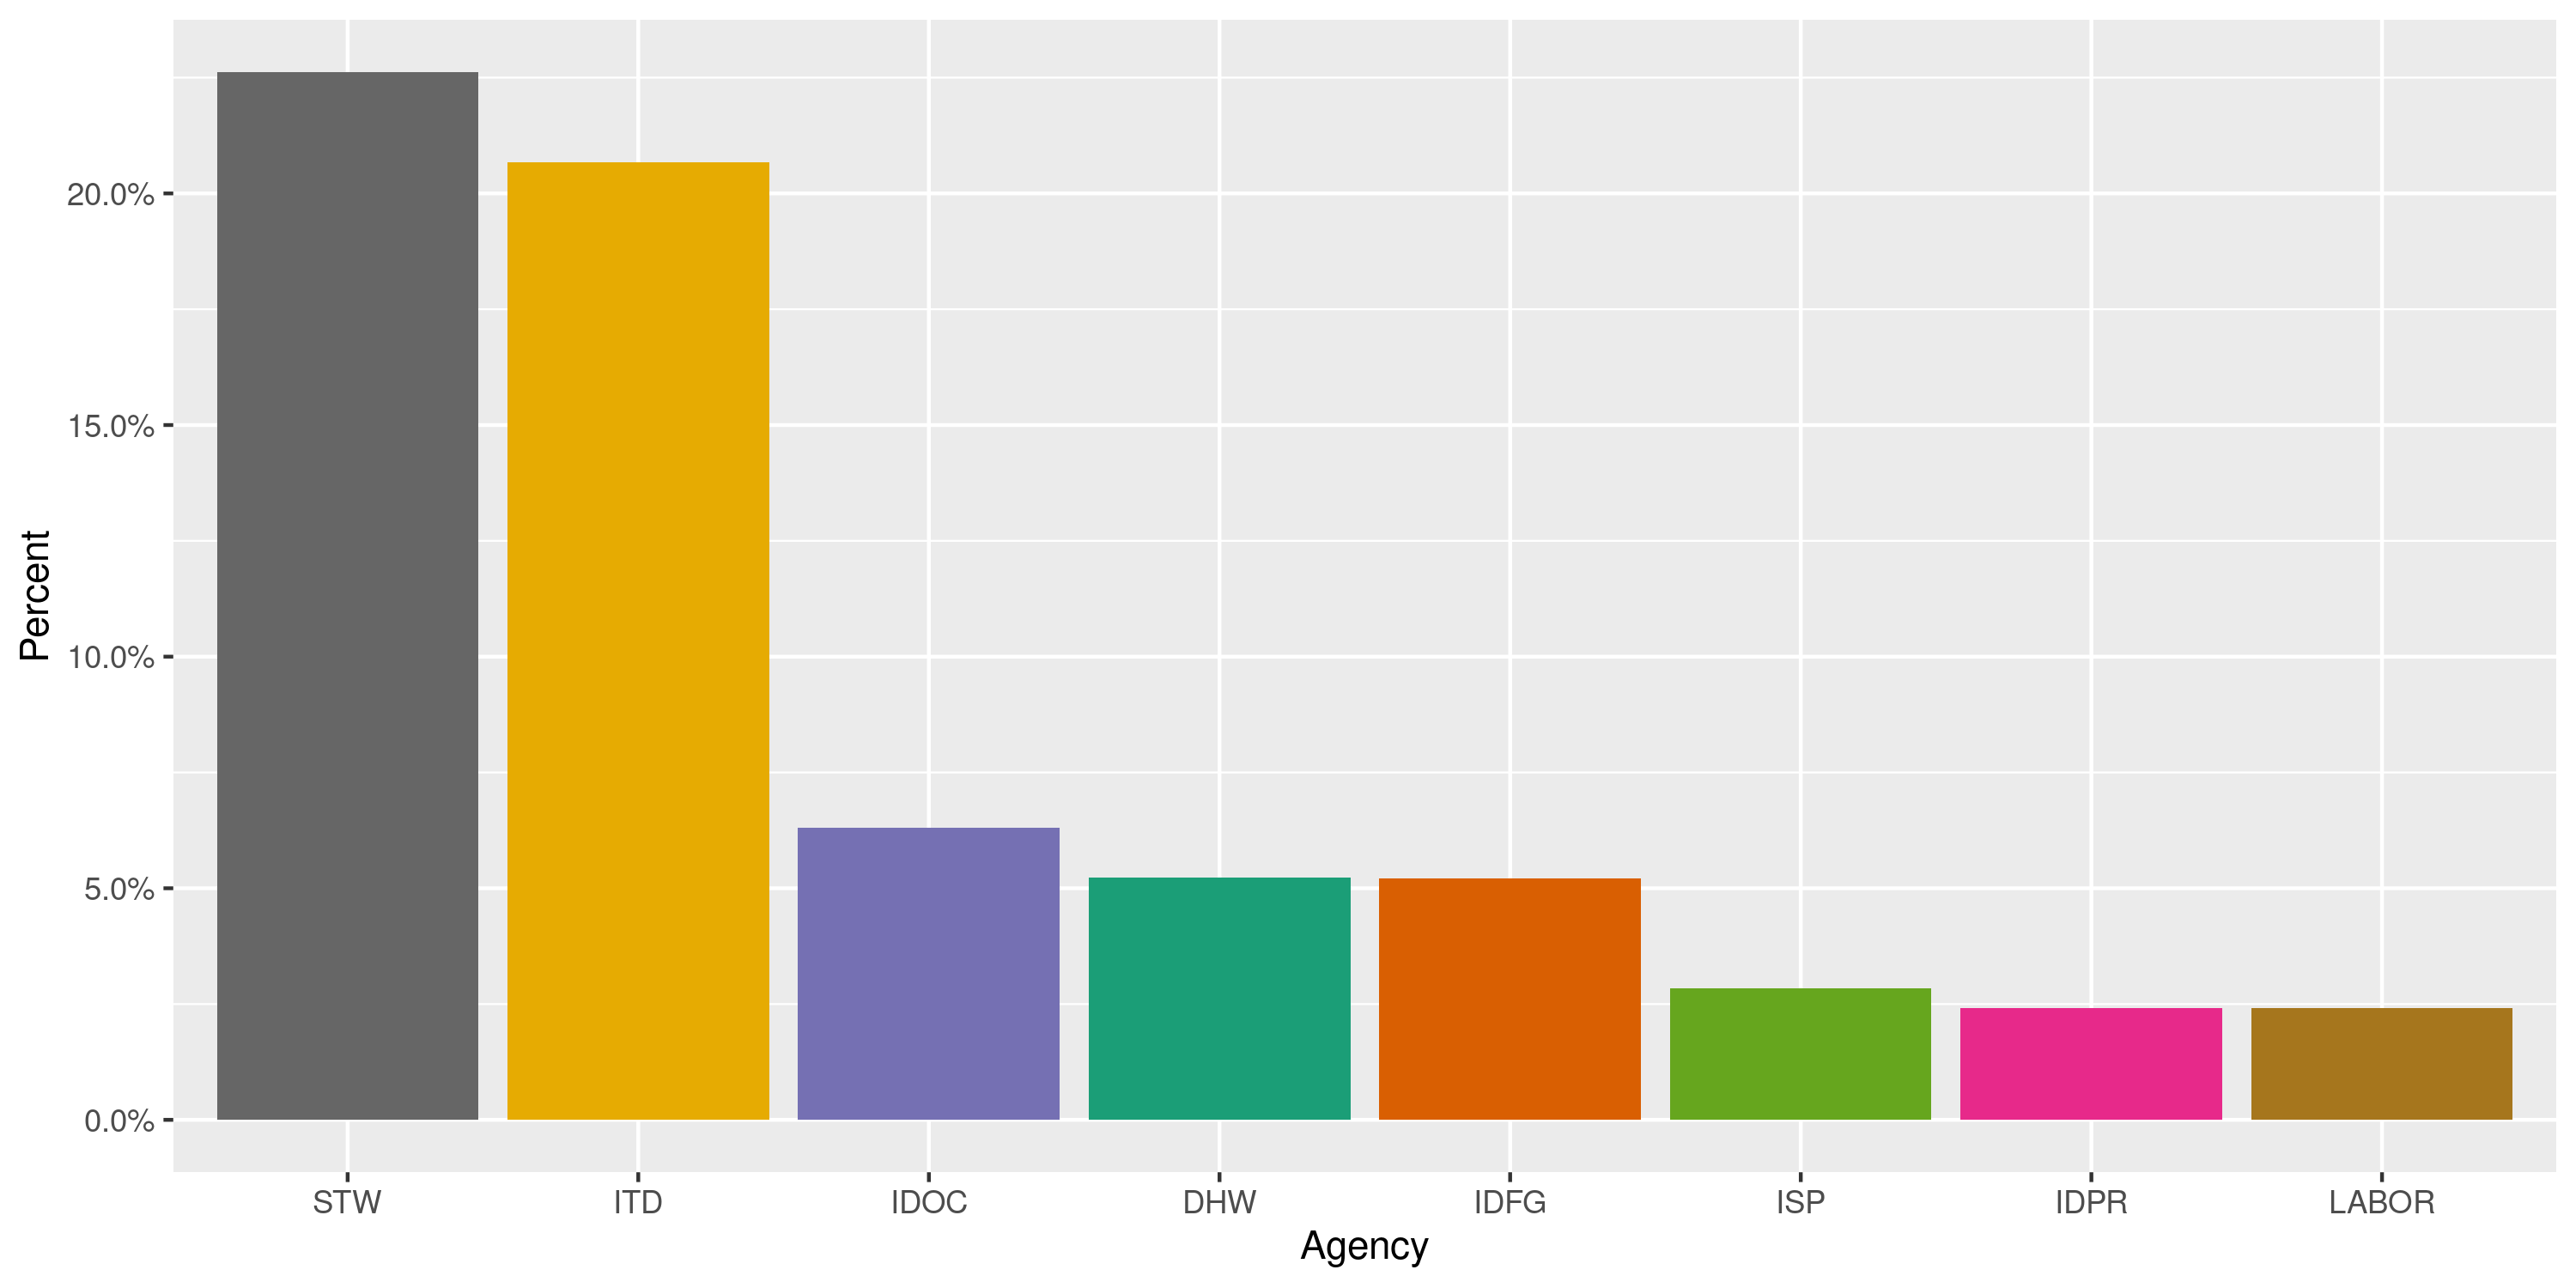 Percent
20.0%
15.0%
10.0%
5.0%
0.0%
STW ITD IDOC DHW IDFG ISP IDPR LABOR
Agency